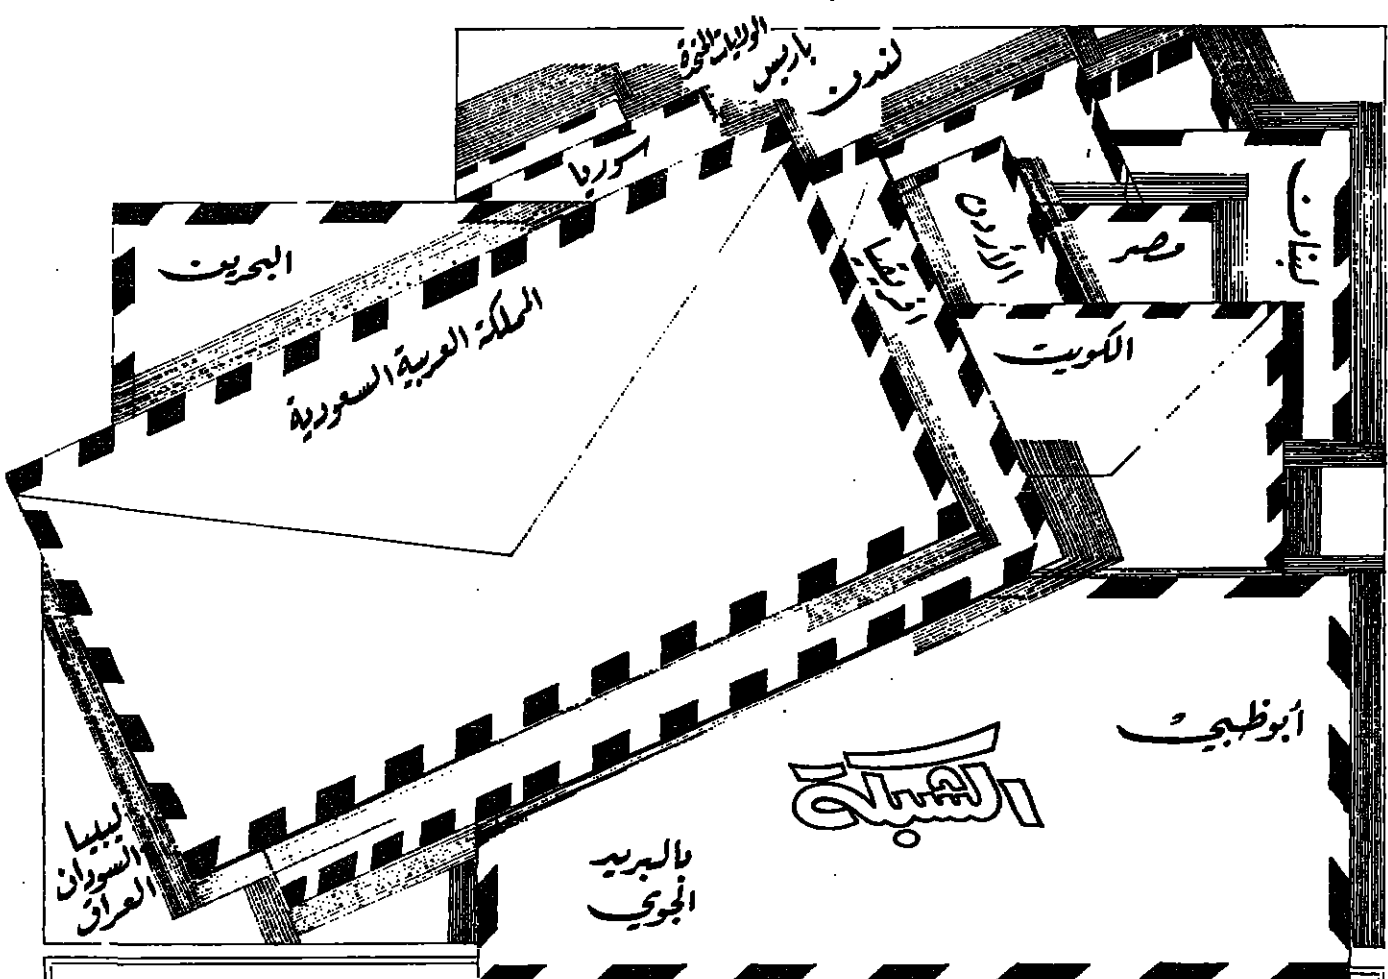 الولايات المتحدة
باريس
لندن
سوريا
البحرين
المملكة العربية السعودية
افريقيا
الأردن
مصر
لبنان
الكويت
أبوظبي
الشبكة
بالبريد
الجوي
ليبيا
السودان
العراق